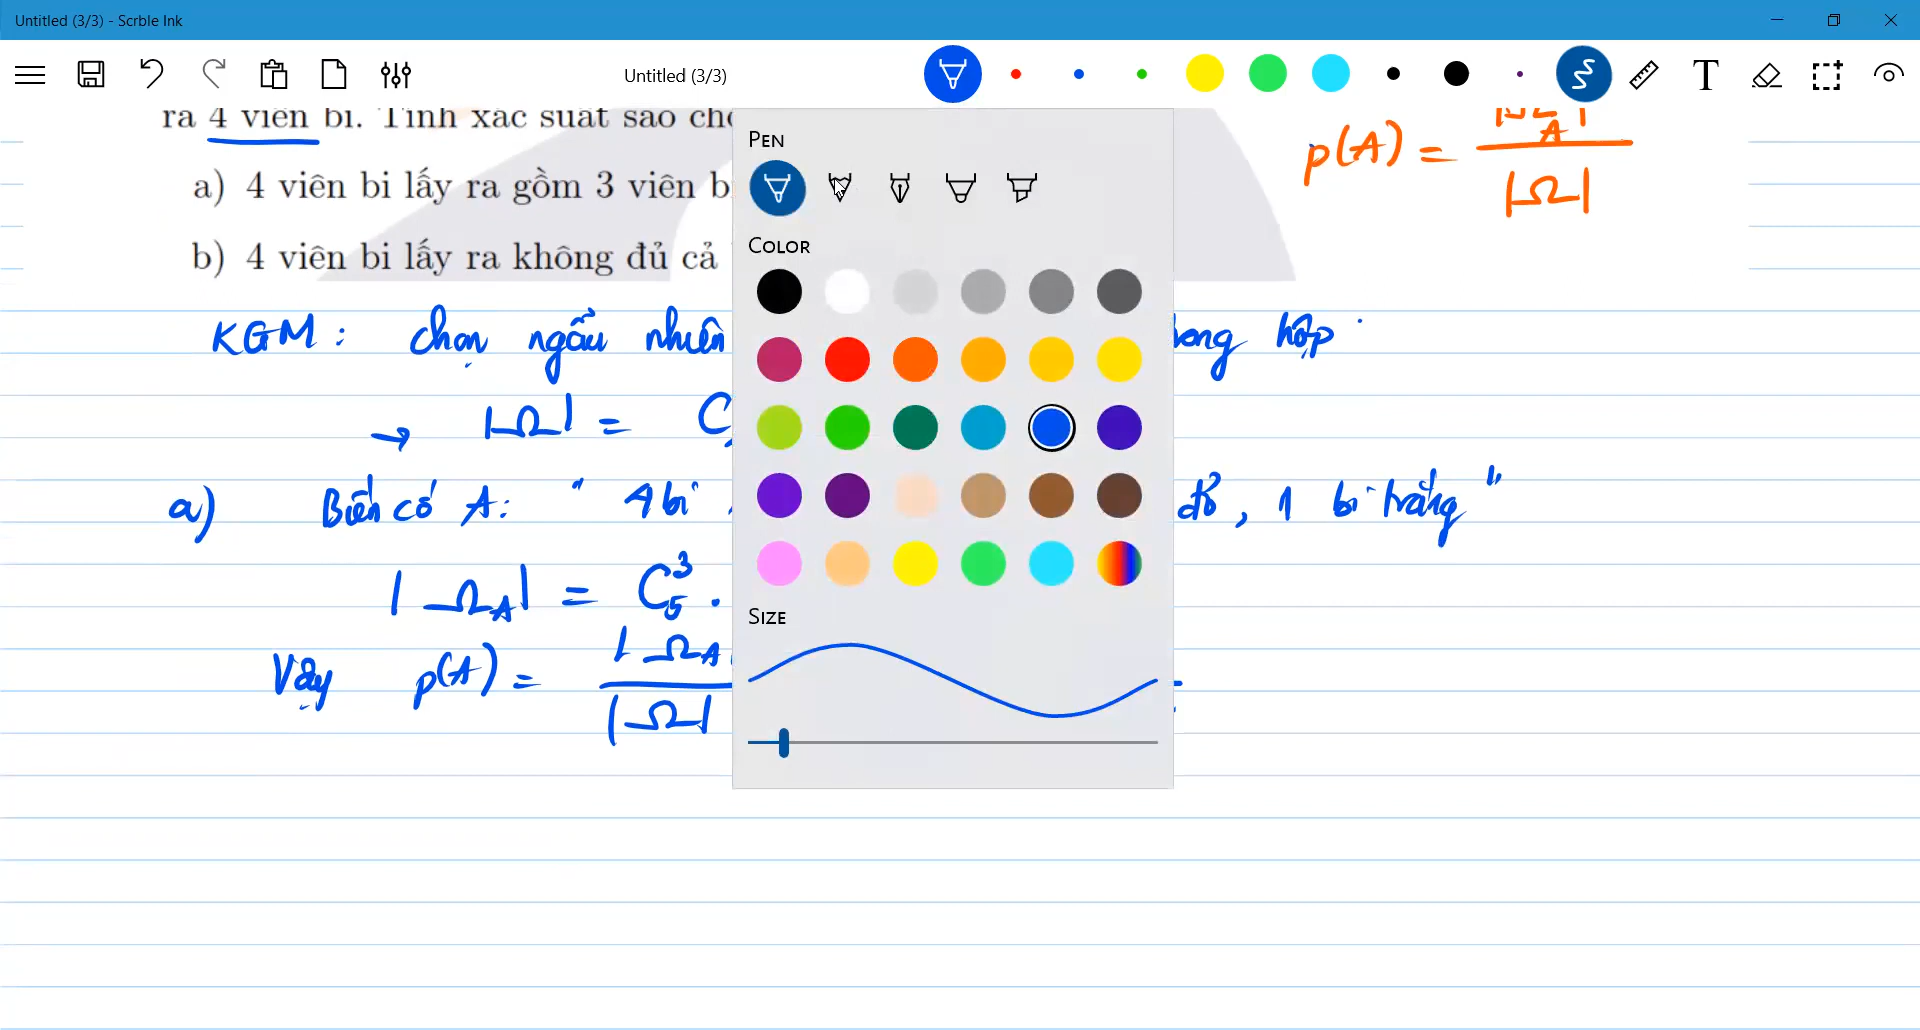 Untitled (3/3) - Scrble Ink
Untitled (3/3)
T
ra 4 viên bi. Tính xác suất sao
a) 4 viên bi lấy ra gồm 3 viên
b) 4 viên bi lấy ra không đủ cả
p(A) = |Ω_A| / |Ω|
PEN
COLOR
SIZE
KGM: chọn ngẫu nhiên hộp
→ |Ω| = C
a) Biến cố A: " 4 bi đỏ, 1 bi trắng "
|Ω_A| = C_5^3 .
Vậy p(A) = |Ω_A| / |Ω|